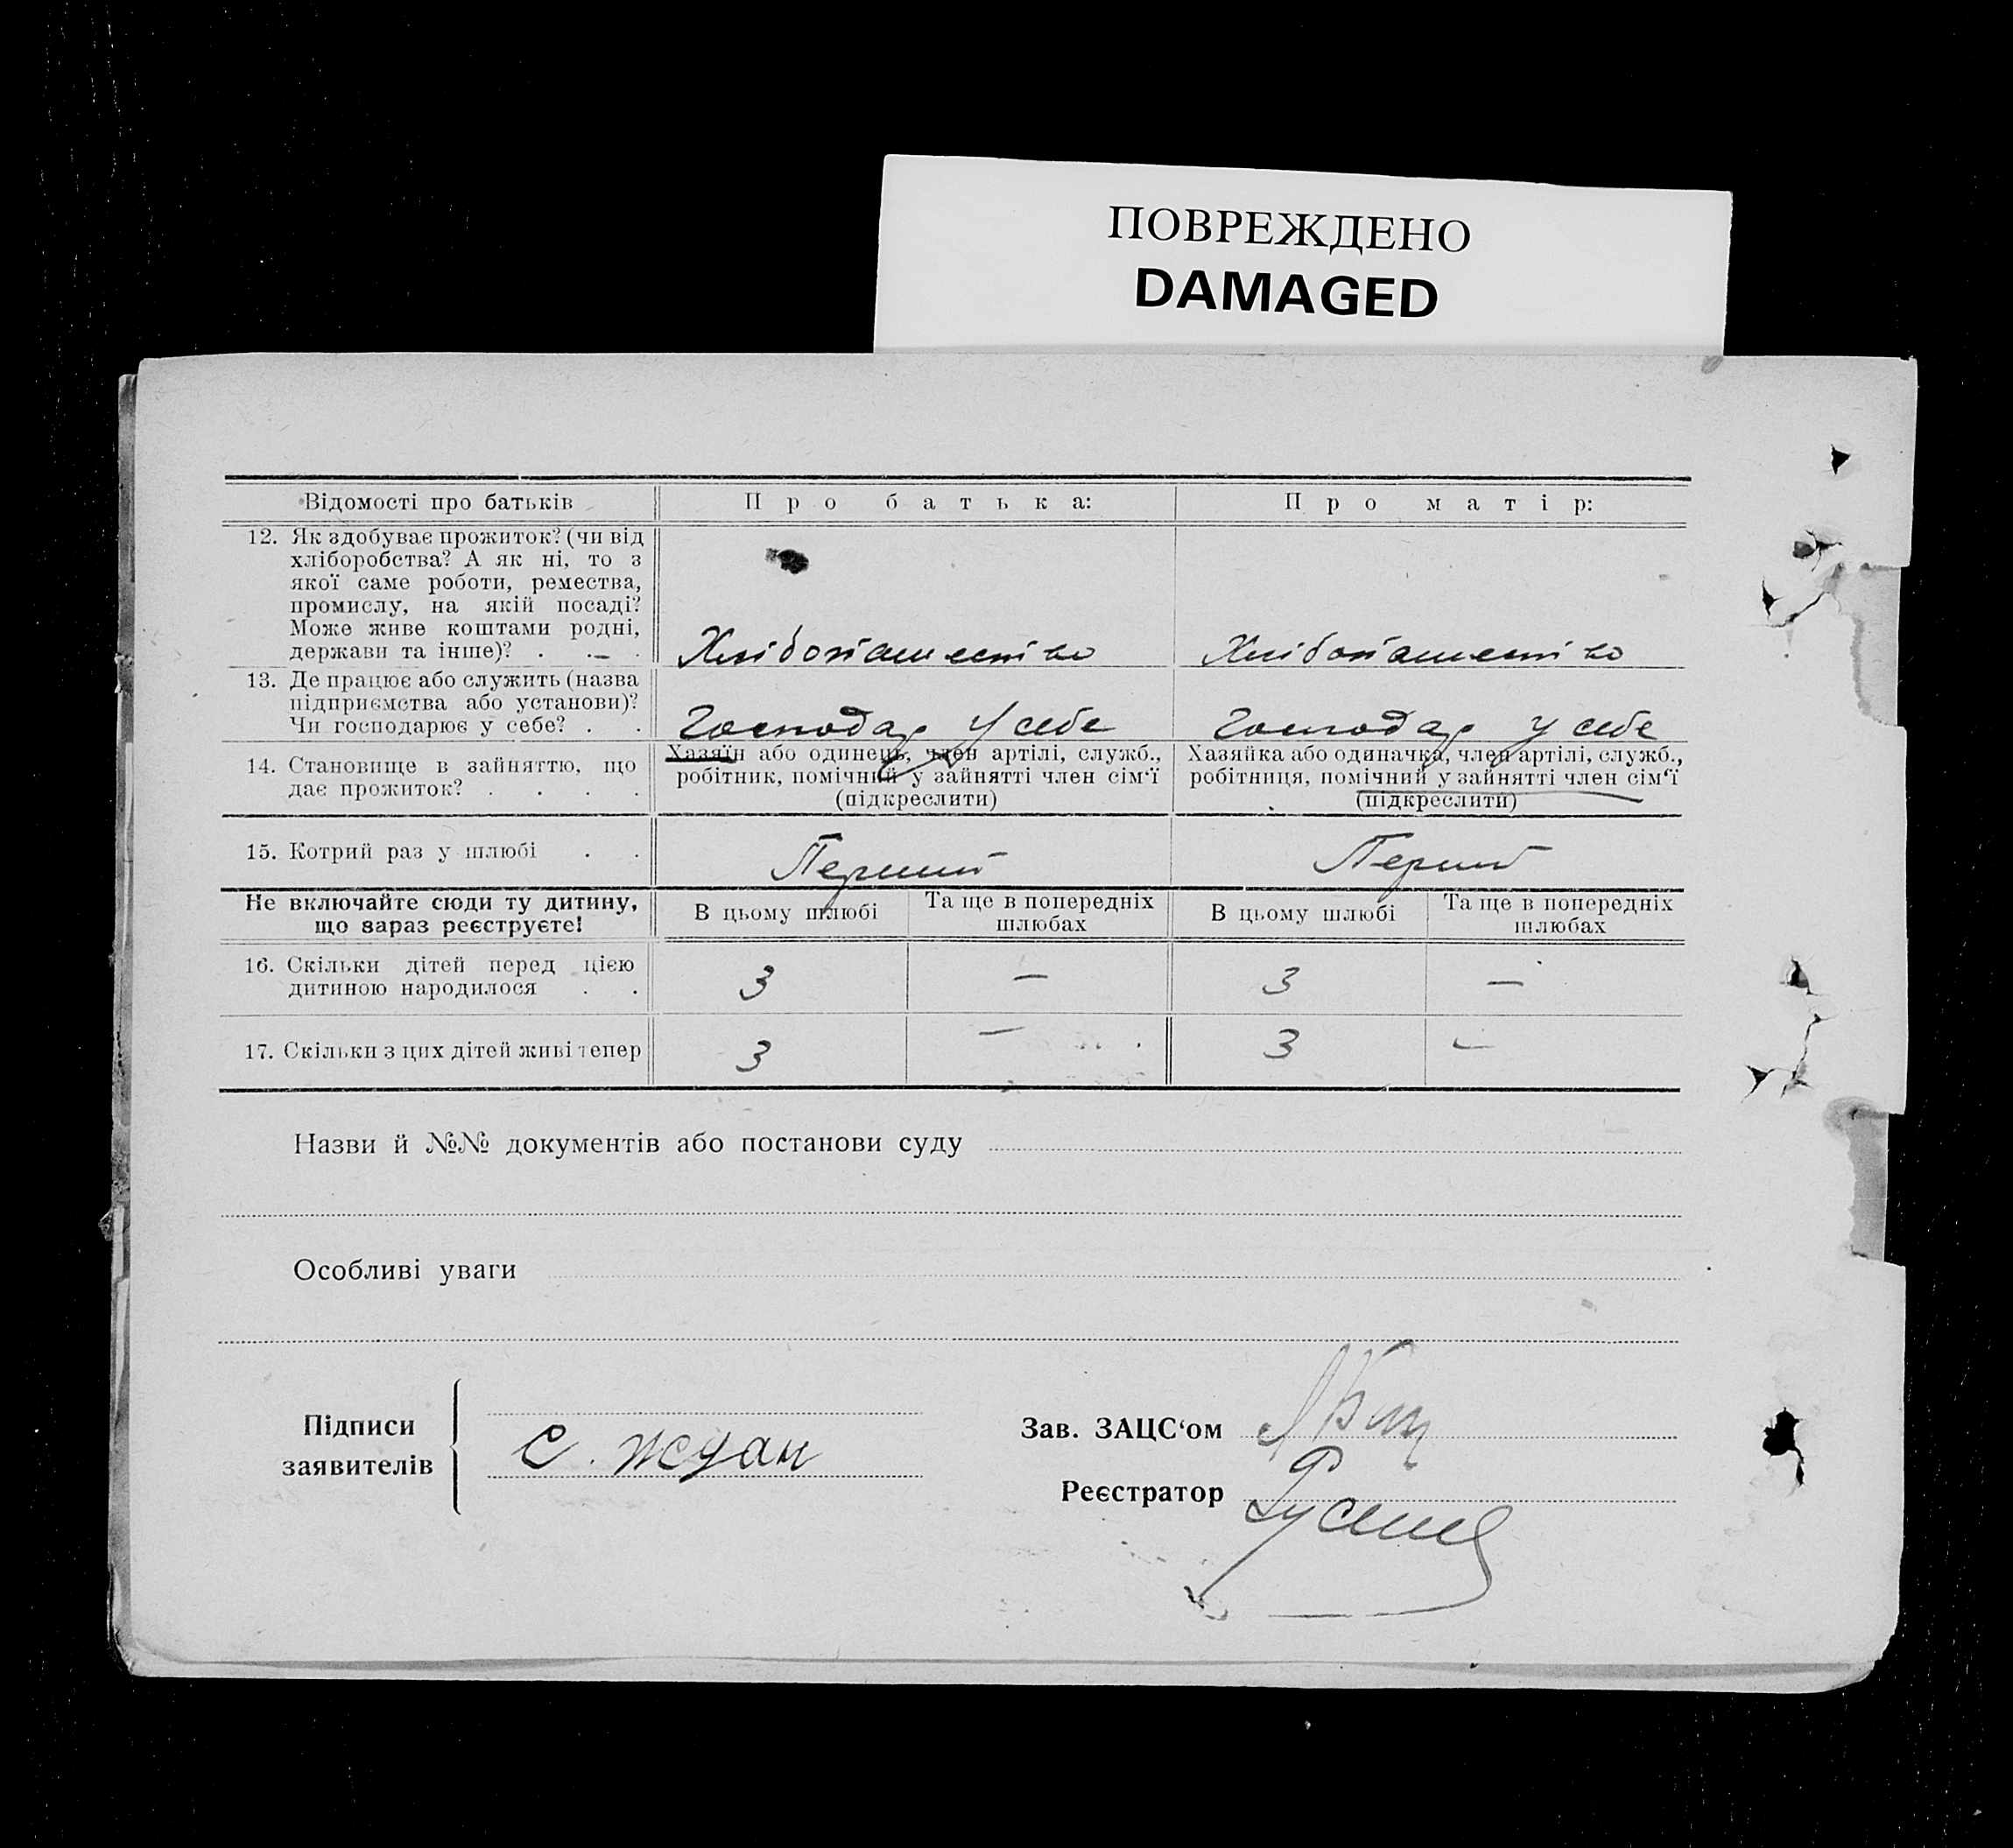 ПОВРЕЖДЕНО
DAMAGED
Відомості про батьків
Про батька:
Про матір:
12. Як здобуває прожиток? (чи від
хліборобства? А як ні, то з
якої саме роботи, ремества,
промислу, на якій посаді?
Може живе коштами родні,
держави та інше)? . . .
Хлібопашество
Хлібопашество
13. Де працює або служить (назва
підприємства або установи)?
Чи господарює у себе? . .
Господар у себе
Господар у себе
14. Становище в зайняттю, що
дає прожиток? . . . .
Хазяїн або одинець, член артілі, служб.,
робітник, помічний у зайнятті член сім‘ї
(підкреслити)
Хазяйка або одиначка, член артілі, служб.,
робітниця, помічний у зайнятті член сім‘ї
(підкреслити)
15. Котрий раз у шлюбі . .
Перший
Перший
Не включайте сюди ту дитину,
що зараз реєструєте!
В цьому шлюбі
Та ще в попередніх
шлюбах
В цьому шлюбі
Та ще в попередніх
шлюбах
16. Скільки дітей перед цією
дитиною народилося . .
3
—
3
—
17. Скільки з цих дітей живі тепер
3
—
3
—
Назви й №№ документів або постанови суду
Особливі уваги
Підписи
заявителів
С. Ждан
Зав. ЗАЦС‘ом
Реєстратор